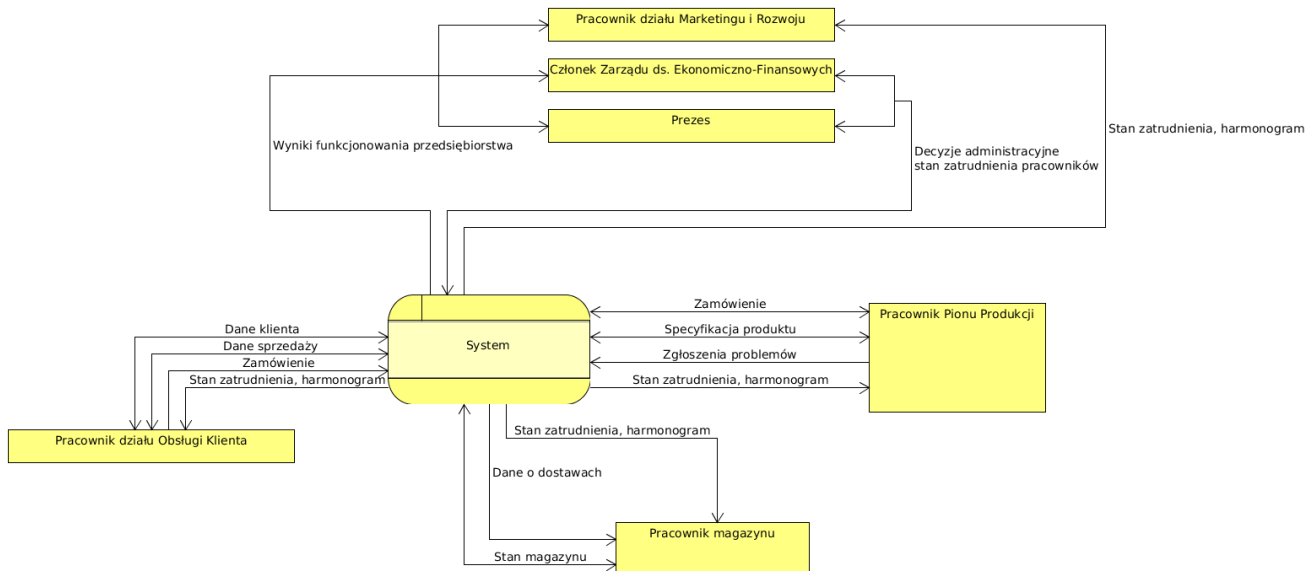 Pracownik działu Marketingu i Rozwoju
Członek Zarządu ds. Ekonomiczno-Finansowych
Prezes
Stan zatrudnienia, harmonogram
Wyniki funkcjonowania przedsiębiorstwa
Decyzje administracyjne
stan zatrudnienia pracowników
Zamówienie
Pracownik Pionu Produkcji
Dane klienta
Specyfikacja produktu
System
Dane sprzedaży
Zgłoszenia problemów
Zamówienie
Stan zatrudnienia, harmonogram
Stan zatrudnienia, harmonogram
Stan zatrudnienia, harmonogram
Pracownik działu Obsługi Klienta
Dane o dostawach
Pracownik magazynu
Stan magazynu